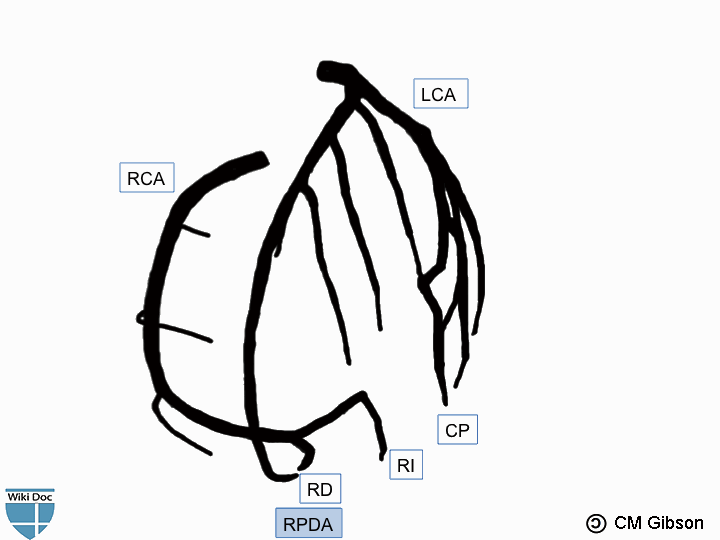 LCA
RCA
CP
RI
RD
RPDA
Wiki Doc
© CM Gibson